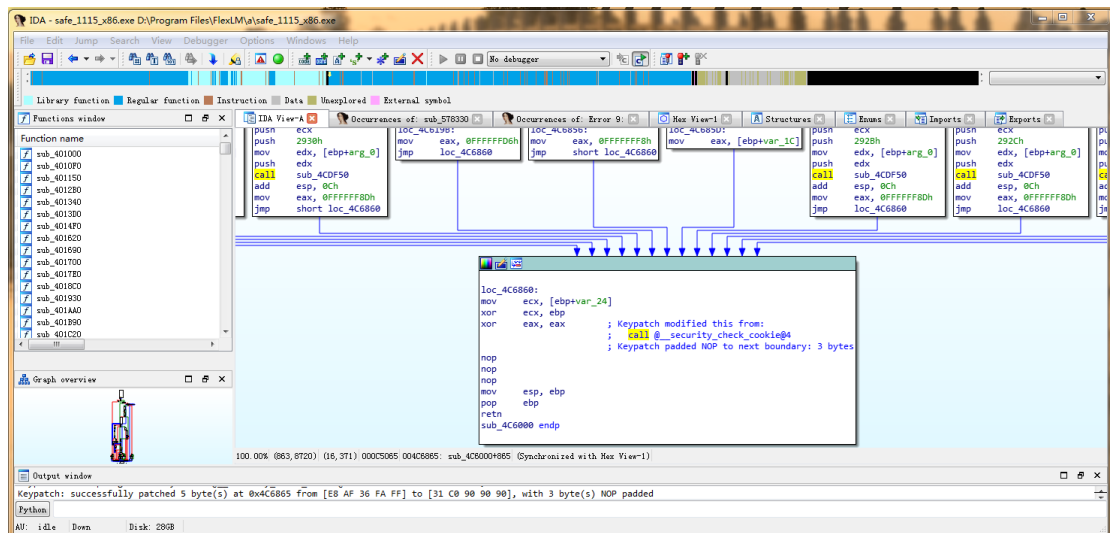 IDA - safe_1115_x86.exe D:\Program Files\FlexLM\a\safe_1115_x86.exe
File Edit Jump Search View Debugger Options Windows Help
No debugger
Library function Regular function Instruction Data Unexplored External symbol
Functions window
Function name
sub_401000
sub_4010F0
sub_401150
sub_4012B0
sub_401340
sub_4013D0
sub_4014F0
sub_401620
sub_401690
sub_401700
sub_4017E0
sub_4018C0
sub_401930
sub_401AA0
sub_401B90
sub_401C20
Graph overview
IDA View-A Occurrences of: sub_578330 Occurrences of: Error 9: Hex View-1 Structures Enums Imports Exports
push ecx
push 2930h
mov edx, [ebp+arg_0]
push edx
call sub_4CDF50
add esp, 0Ch
mov eax, 0FFFFFF8Dh
jmp short loc_4C6860
loc_4C619B:
mov eax, 0FFFFFFD6h
jmp loc_4C6860
loc_4C6856:
mov eax, 0FFFFFFF8h
jmp short loc_4C6860
loc_4C685D:
mov eax, [ebp+var_1C]
push ecx
push 292Bh
mov edx, [ebp+arg_0]
push edx
call sub_4CDF50
add esp, 0Ch
mov eax, 0FFFFFF8Dh
jmp loc_4C6860
push ecx
push 292Ch
mov edx, [ebp+arg_0]
push edx
call sub_4CDF50
add esp, 0Ch
mov eax, 0FFFFFF8Dh
jmp loc_4C6860
loc_4C6860:
mov ecx, [ebp+var_24]
xor ecx, ebp
xor eax, eax ; Keypatch modified this from:
; call @__security_check_cookie@4
; Keypatch padded NOP to next boundary: 3 bytes
nop
nop
nop
mov esp, ebp
pop ebp
retn
sub_4C6000 endp
100.00% (863,8720) (16,371) 000C5065 004C6865: sub_4C6000+865 (Synchronized with Hex View-1)
Output window
Keypatch: successfully patched 5 byte(s) at 0x4C6865 from [E8 AF 36 FA FF] to [31 C0 90 90 90], with 3 byte(s) NOP padded
Python
AU: idle Down Disk: 28GB